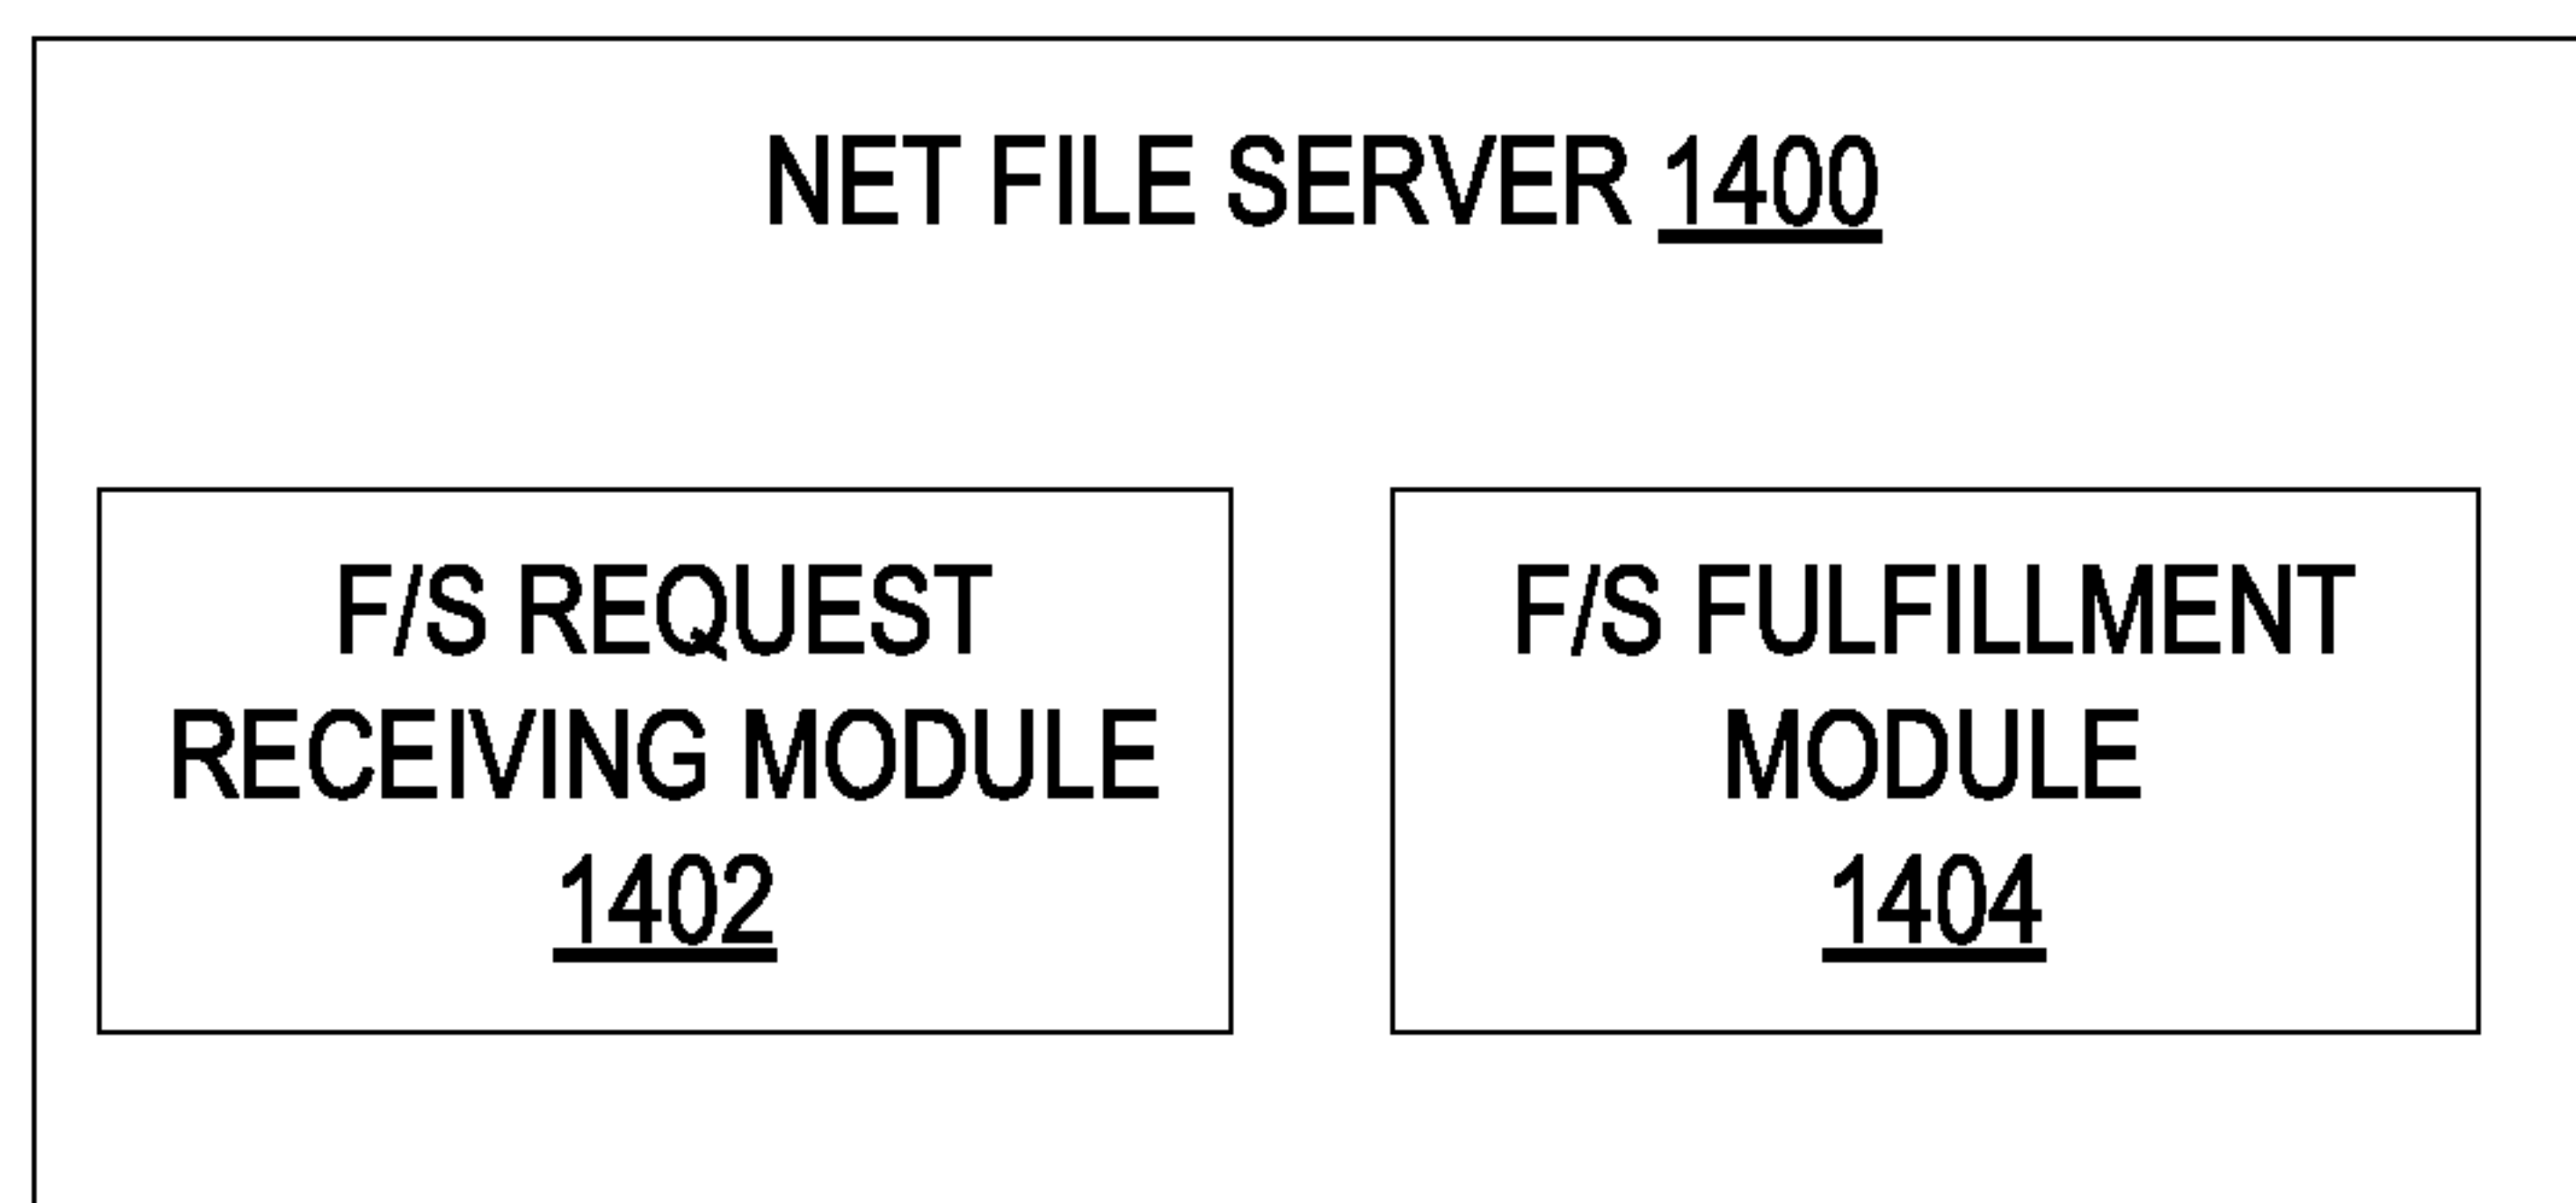 NET FILE SERVER 1400
F/S REQUEST
RECEIVING MODULE
1402
F/S FULFILLMENT
MODULE
1404